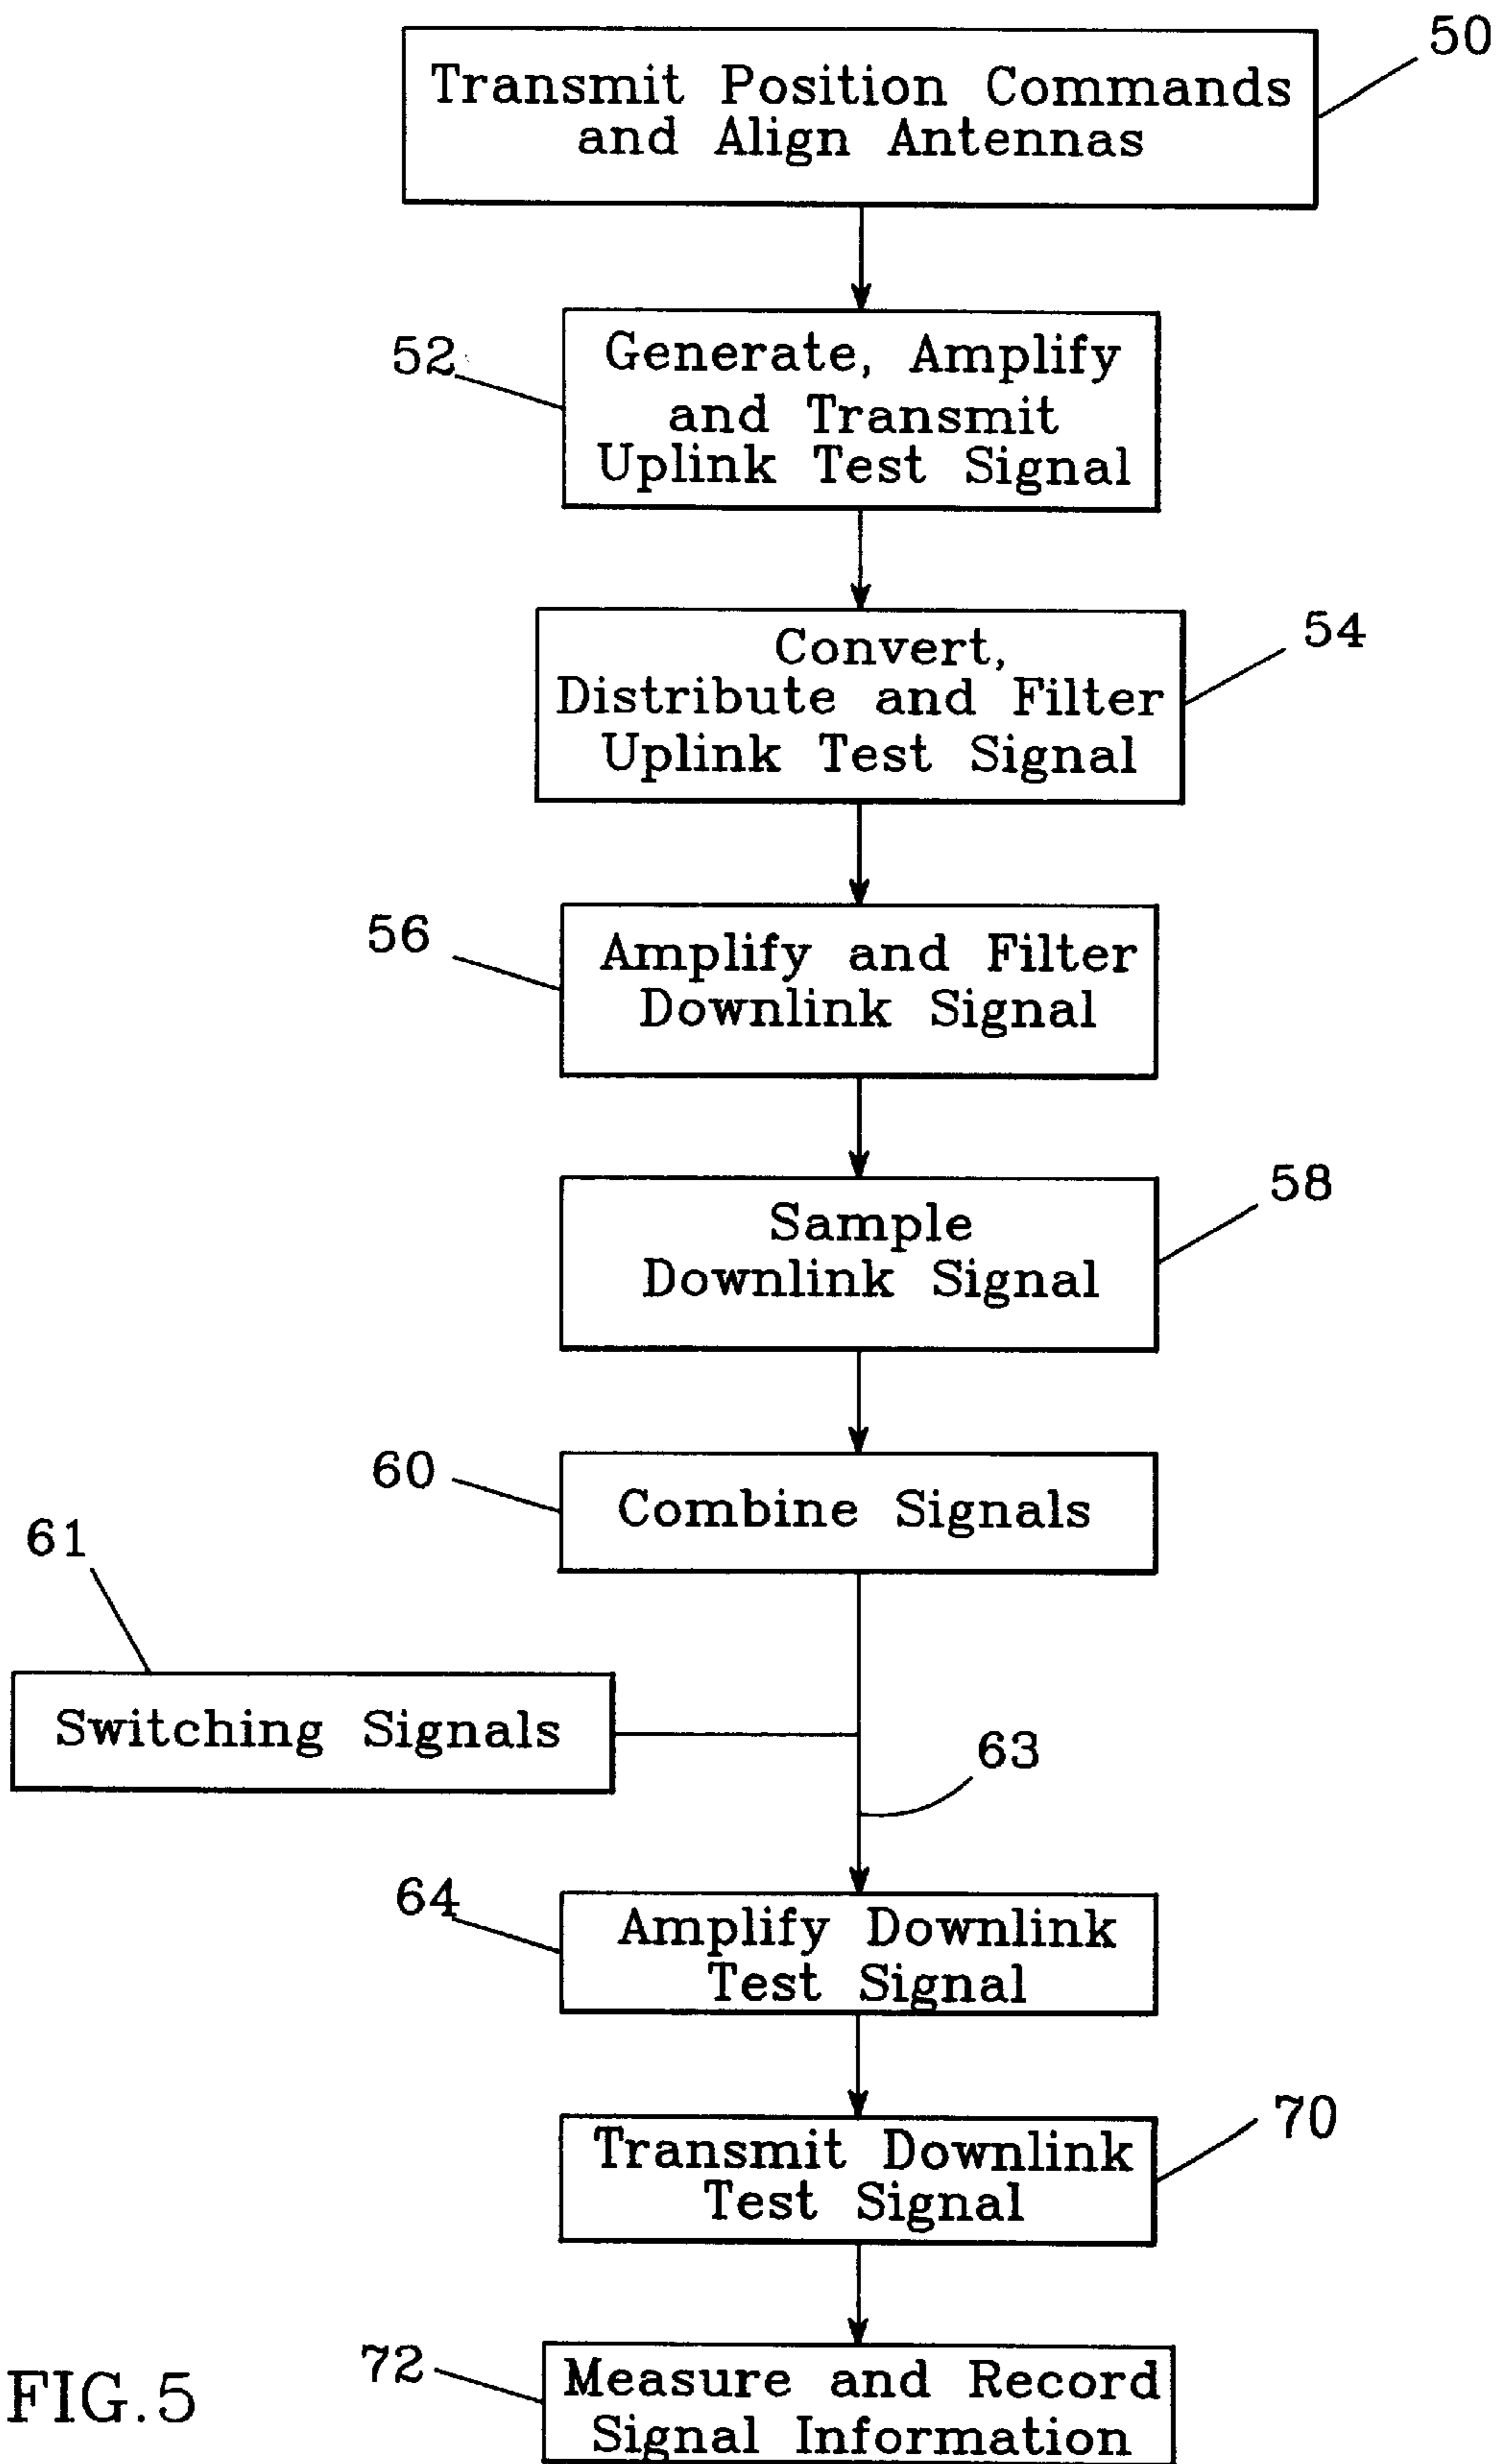 50
Transmit Position Commands
and Align Antennas
52
Generate, Amplify
and Transmit
Uplink Test Signal
54
Convert,
Distribute and Filter
Uplink Test Signal
56
Amplify and Filter
Downlink Signal
58
Sample
Downlink Signal
60
Combine Signals
61
Switching Signals
63
64
Amplify Downlink
Test Signal
70
Transmit Downlink
Test Signal
72
Measure and Record
Signal Information
FIG.5